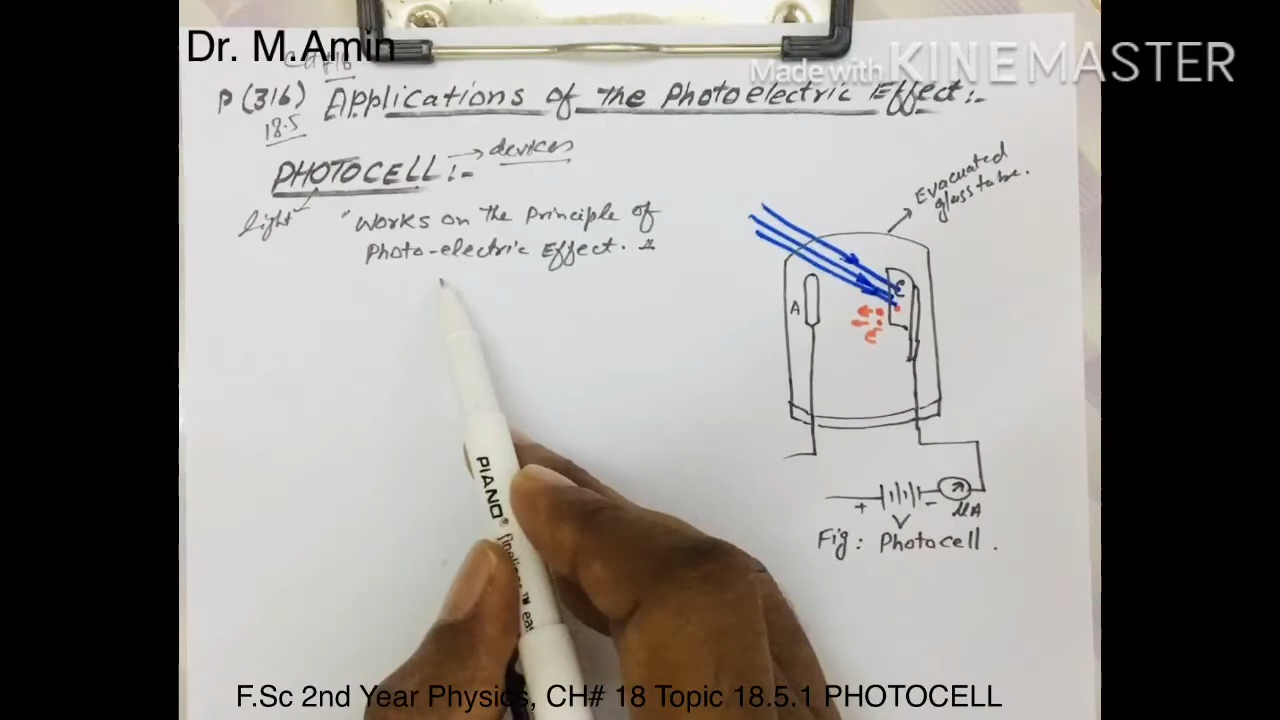 Dr. M.Amin
Made with KINEMASTER
P(316) Applications of the Photoelectric Effect:-
18.5
PHOTOCELL:- → devices
light
"Works on the Principle of
Photo-electric Effect."
Evacuated
glass tube.
A
C
e
+ -
V
μA
Fig: Photocell.
PIANO®
fineliner™ eas
F.Sc 2nd Year Physics, CH# 18 Topic 18.5.1 PHOTOCELL